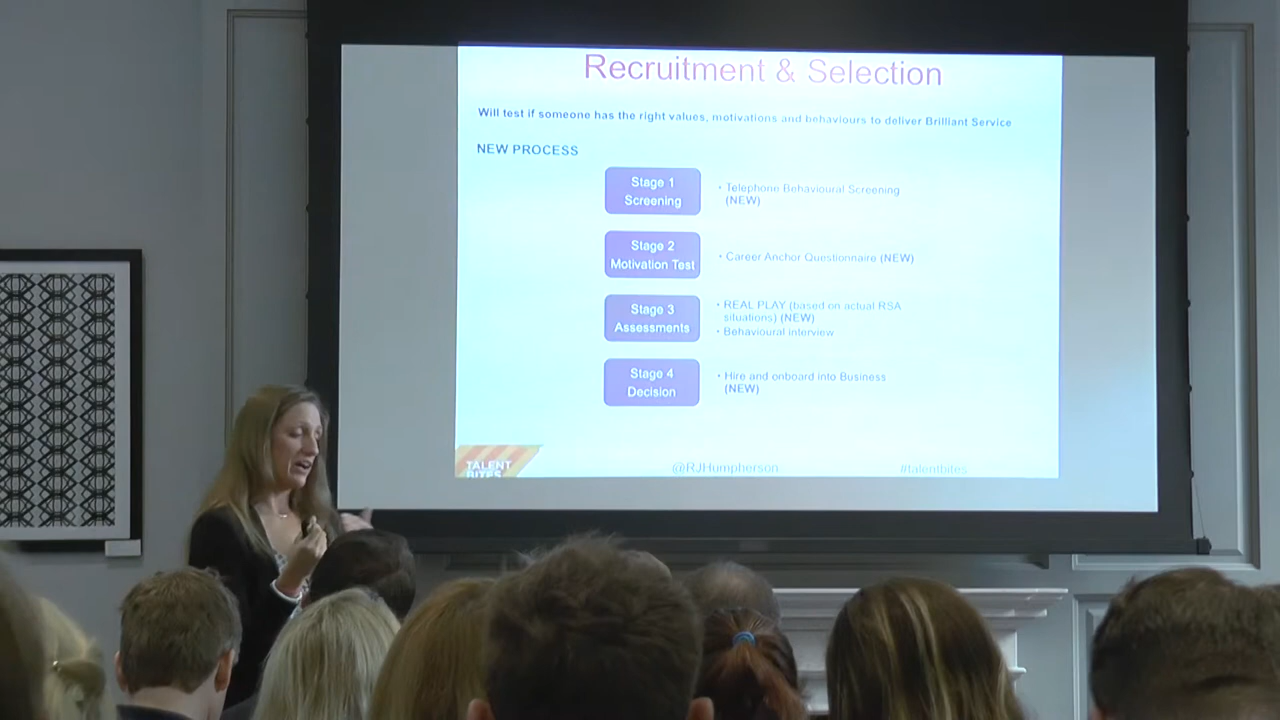 Recruitment & Selection
Will test if someone has the right values, motivations and behaviours to deliver Brilliant Service
NEW PROCESS
Stage 1
Screening
• Telephone Behavioural Screening
(NEW)
Stage 2
Motivation Test
• Career Anchor Questionnaire (NEW)
Stage 3
Assessments
• REAL PLAY (based on actual RSA
situations) (NEW)
• Behavioural interview
Stage 4
Decision
• Hire and onboard into Business
(NEW)
TALENT
BITES
@RJHumpherson
#talentbites